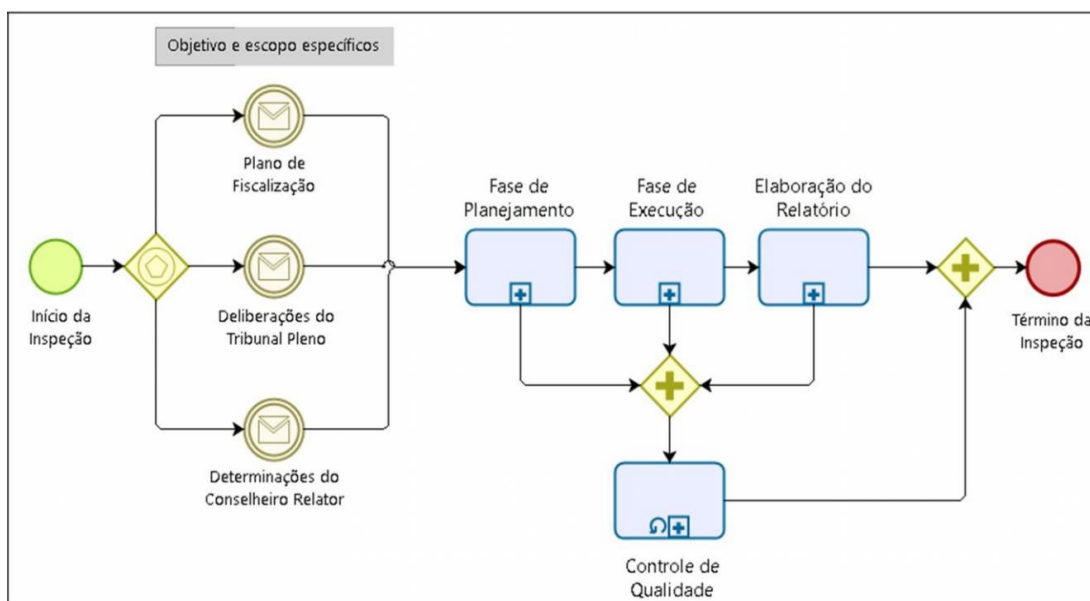 Objetivo e escopo específicos
Plano de
Fiscalização
Fase de
Planejamento
Fase de
Execução
Elaboração do
Relatório
Início da
Inspeção
Deliberações do
Tribunal Pleno
Término da
Inspeção
Determinações do
Conselheiro Relator
Controle de
Qualidade